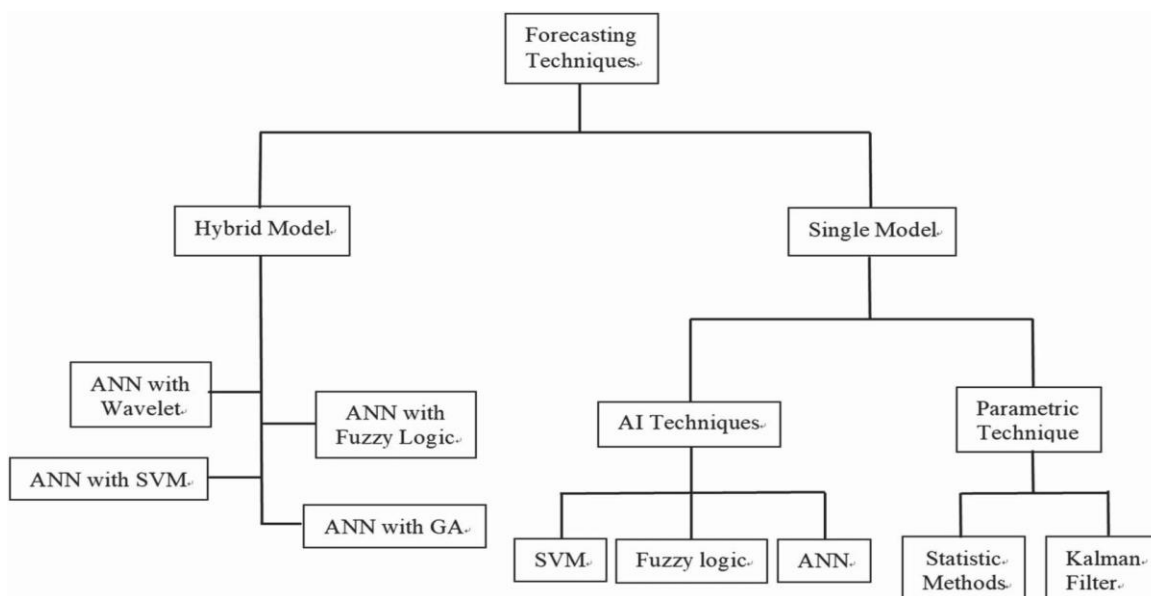 Forecasting
Techniques
Hybrid Model
Single Model
ANN with
Wavelet
ANN with
Fuzzy Logic
AI Techniques
Parametric
Technique
ANN with SVM
ANN with GA
SVM
Fuzzy logic
ANN
Statistic
Methods
Kalman
Filter